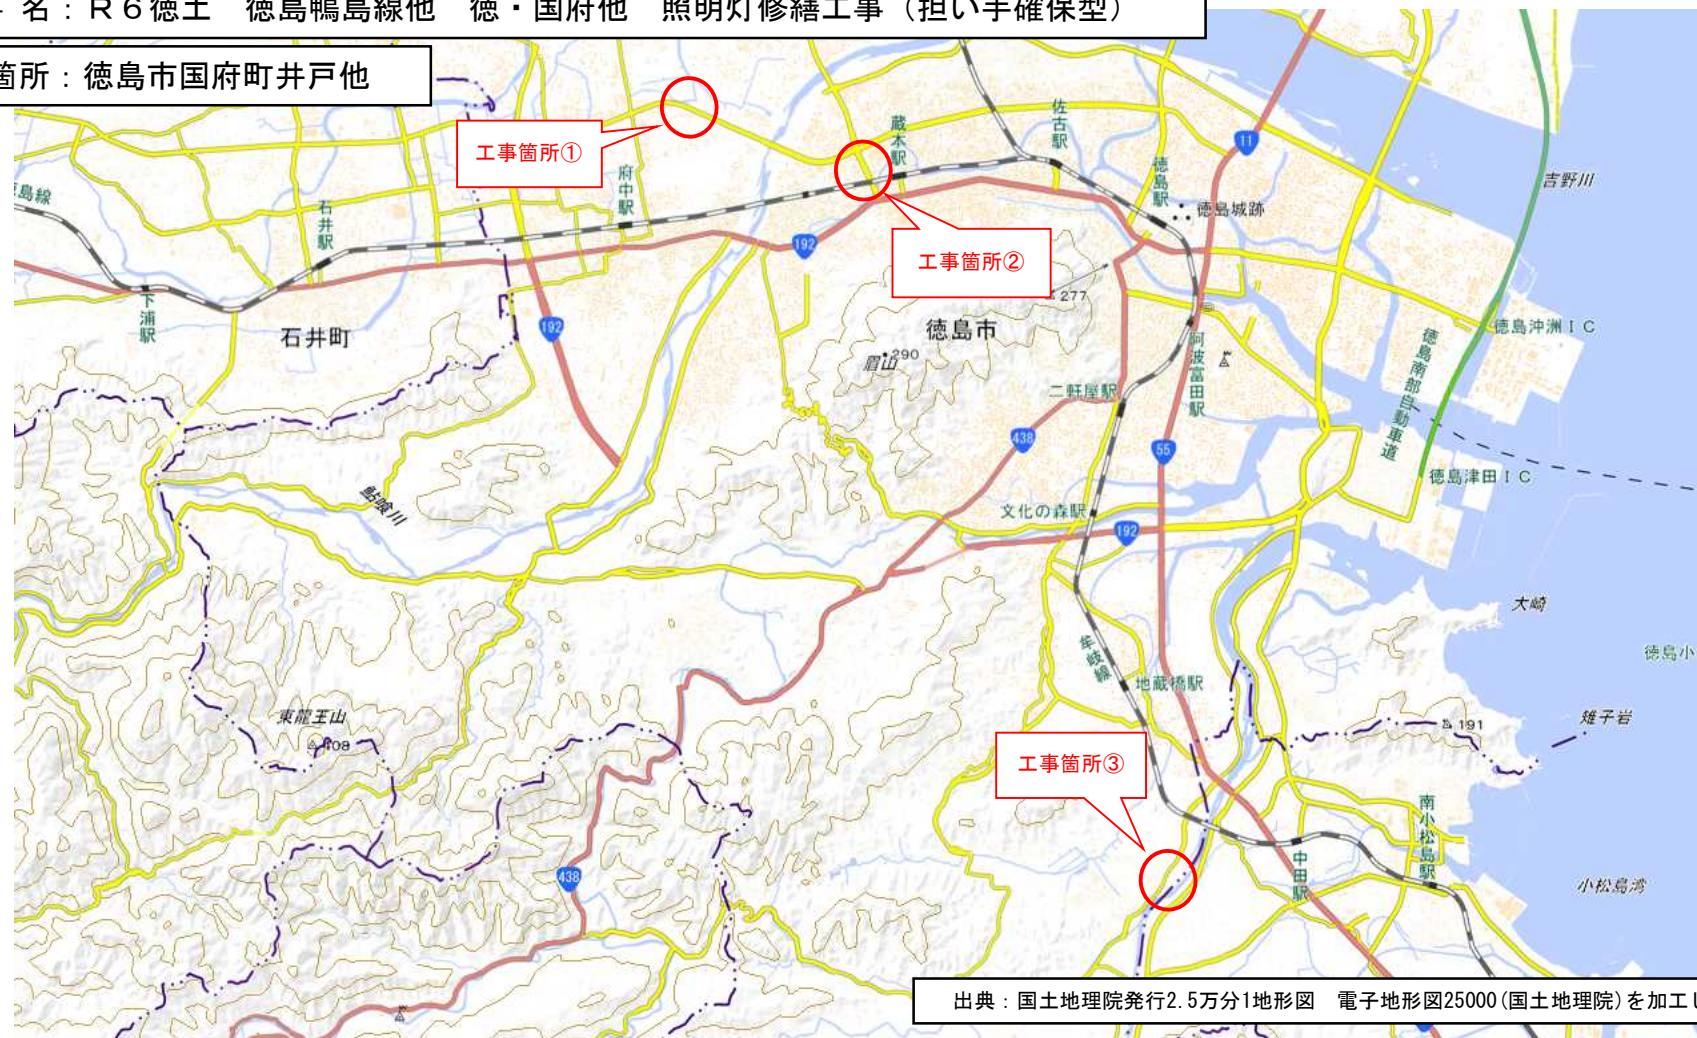 名：Ｒ６徳土　徳島鴨島線他　徳・国府他　照明灯修繕工事（担い手確保型）
箇所：徳島市国府町井戸他
工事箇所①
蔵本駅
佐古駅
11
吉野川
島線
石井駅
府中駅
徳島駅
徳島城跡
192
工事箇所②
277
下浦駅
石井町
192
徳島市
眉山
290
徳島沖洲ＩＣ
阿波富田駅
徳島南部自動車道
二軒屋駅
438
55
徳島津田ＩＣ
鮎喰川
文化の森駅
192
大崎
牟岐線
徳島小
地蔵橋駅
東龍王山
408
191
雉子岩
工事箇所③
南小松島駅
中田駅
438
小松島湾
出典：国土地理院発行2.5万分1地形図　電子地形図25000(国土地理院)を加工